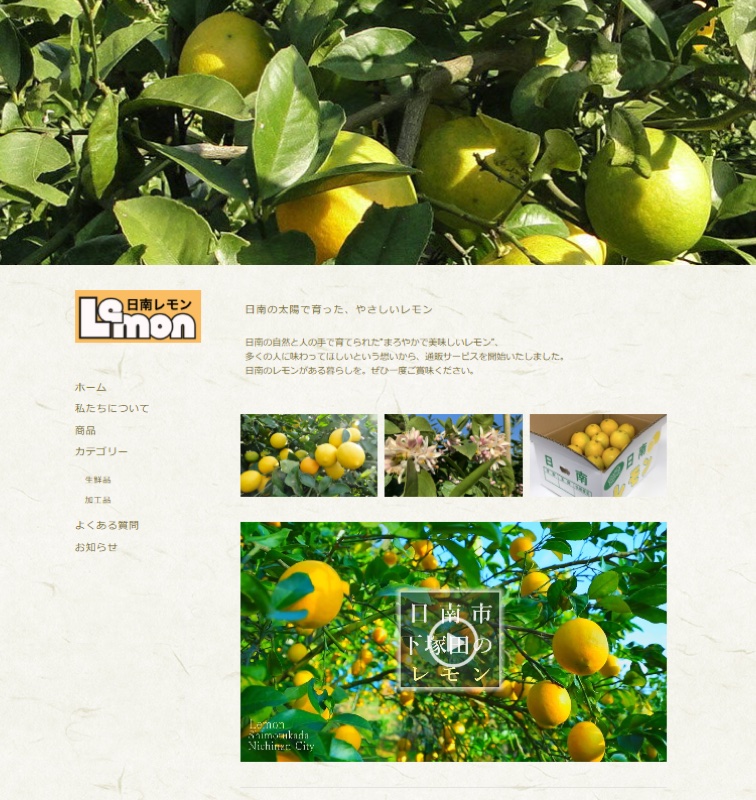 日南レモン
Lemon
ホーム
私たちについて
商品
カテゴリー
生鮮品
加工品
よくある質問
お知らせ
日南の太陽で育った、やさしいレモン
日南の自然と人の手で育てられた“まろやかで美味しいレモン”、
多くの人に味わってほしいという想いから、通販サービスを開始いたしました。
日南のレモンがある暮らしを。ぜひ一度ご賞味ください。
日南
日南
レモン
日南市
下塚田の
レモン
Lemon
Shimotsukada
Nichinan City